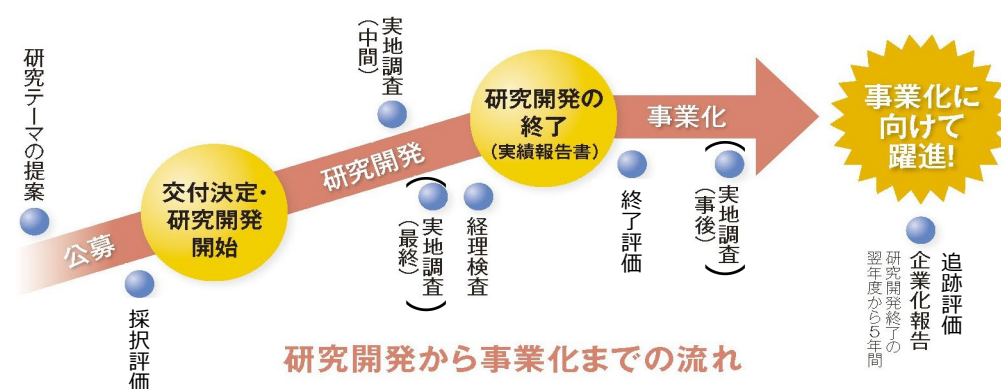 研究テーマの提案
公募
採択評価
交付決定・
研究開発
開始
研究開発
実地調査
（中間）
（実地調査）
（最終）
経理検査
研究開発の
終了
（実績報告書）
事業化
終了評価
（実地調査）
（事後）
事業化に
向けて
躍進!
追跡評価
企業化報告
研究開発終了の
翌年度から5年間
研究開発から事業化までの流れ